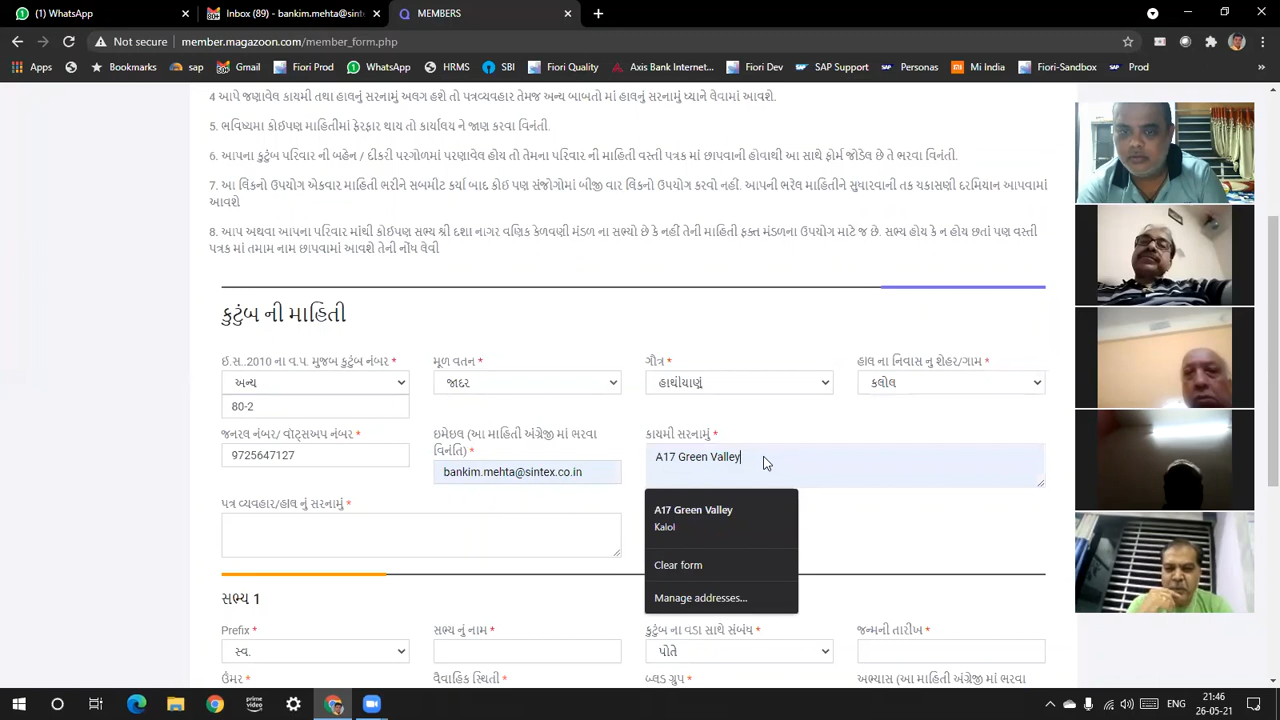 (1) WhatsApp
Inbox (89) - bankim.mehta@sint
MEMBERS
Not secure
member.magazoon.com/member_form.php
Apps
Bookmarks
sap
Gmail
Fiori Prod
WhatsApp
HRMS
SBI
Fiori Quality
Axis Bank Internet...
Fiori Dev
SAP Support
Personas
Mi India
Fiori-Sandbox
Fiori - Prod
Reading list
4 આપે જણાવેલ કાયમી તથા હાલનું સરનામું અલગ હશે તો પત્રવ્યવહાર તેમજ અન્ય બાબતો માં હાલનું સરનામું ધ્યાને લેવામાં આવશે.
5. ભવિષ્યમા કોઈપણ માહિતીમાં ફેરફાર થાય તો કાર્યાલય ને જાણ કરવા વિનંતી.
6. આપના કુટુંબ પરિવાર ની બહેન / દીકરી પરગોળમાં પરણાવેલ હોય તો તેમના પરિવાર ની માહિતી વસ્તી પત્રક માં છાપવાની હોવાથી આ સાથે ફોર્મ જોડેલ છે તે ભરવા વિનંતી.
7. આ લિંકનો ઉપયોગ એકવાર માહિતી ભરીને સબમીટ કર્યા બાદ કોઈ પણ સંજોગોમાં બીજી વાર લિંકનો ઉપયોગ કરવો નહી. આપની ભરેલ માહિતીને સુધારવાની તક ચકાસણી દરમિયાન આપવામાં
આવશે
8. આપ અથવા આપના પરિવાર માંથી કોઈપણ સભ્ય શ્રી દશા નાગર વણિક કેળવણી મંડળ ના સભ્યો છે કે નહીં તેની માહિતી ફક્ત મંડળના ઉપયોગ માટે જ છે. સભ્ય હોય કે ન હોય છતાં પણ વસ્તી
પત્રક માં તમામ નામ છાપવામાં આવશે તેની નોંધ લેવી
કુટુંબ ની માહિતી
ઈ.સ.2010 ના વ.પ. મુજબ કુટુંબ નંબર *
મૂળ વતન *
ગૌત્ર *
હાલ ના નિવાસ નુ શહેર/ગામ *
અન્ય
જાદર
હાથીયાણું
કલોલ
80-2
જનરલ નંબર/ વૉટ્સઅપ નંબર *
ઇમેઇલ (આ માહિતી અંગ્રેજી માં ભરવા
વિનંતિ) *
કાયમી સરનામું *
9725647127
bankim.mehta@sintex.co.in
A17 Green Valley
પત્ર વ્યવહાર/હાલ નું સરનામું *
A17 Green Valley
Kalol
Clear form
Manage addresses...
સભ્ય 1
Prefix *
સભ્ય નું નામ *
કુટુંબ ના વડા સાથે સંબંધ *
જન્મની તારીખ *
સ્વ.
પોતે
ઉંમર *
વૈવાહિક સ્થિતી *
બ્લડ ગ્રુપ *
અભ્યાસ (આ માહિતી અંગ્રેજી માં ભરવા
prime
video
ENG
21:46
26-05-21